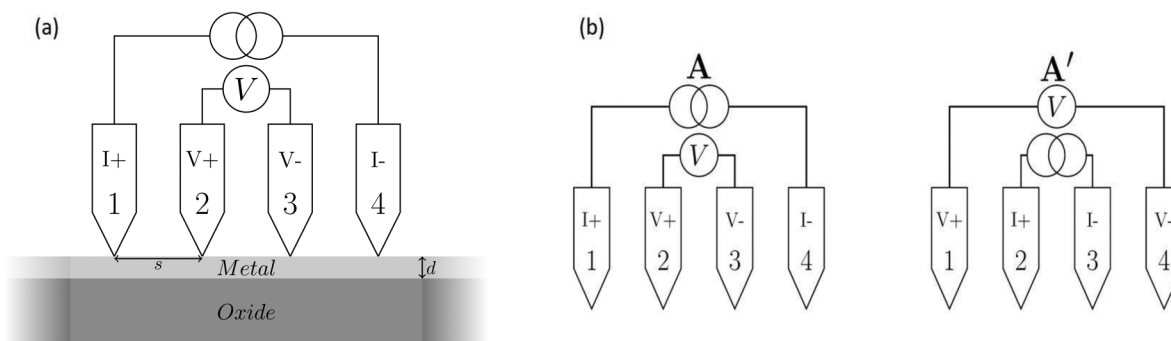 (a)
V
I+ V+ V- I-
1 2 3 4
s
Metal
d
Oxide
(b)
A
V
I+ V+ V- I-
1 2 3 4
A'
V
V+ I+ I- V-
1 2 3 4